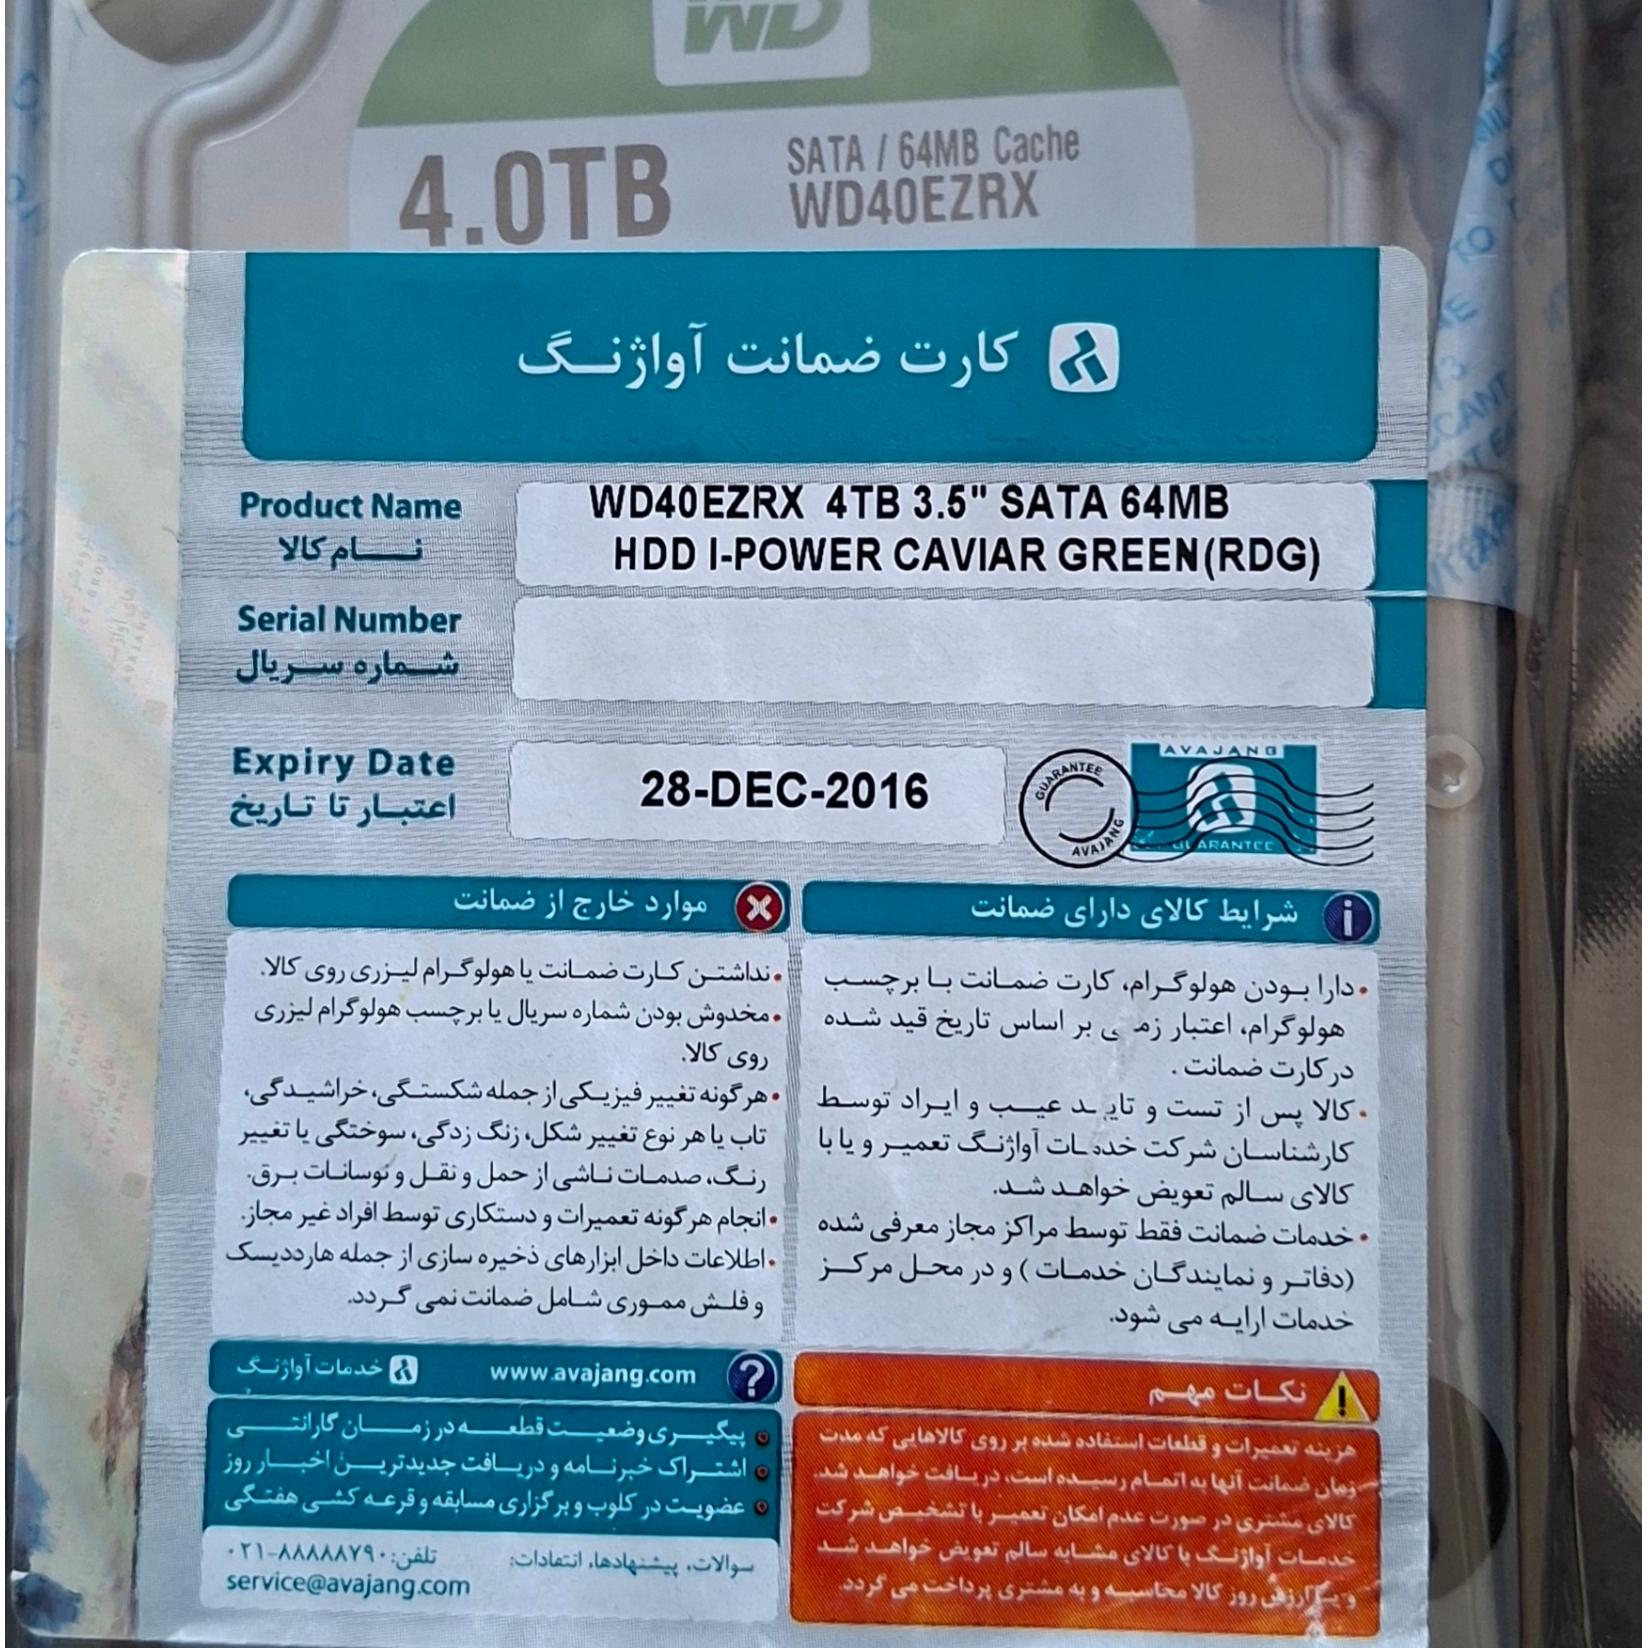 WD
4.0TB
SATA / 64MB Cache
WD40EZRX
کارت ضمانت آواژنگ
Product Name
نام کالا
WD40EZRX 4TB 3.5" SATA 64MB
HDD I-POWER CAVIAR GREEN(RDG)
Serial Number
شماره سریال
Expiry Date
اعتبار تا تاریخ
28-DEC-2016
GUARANTEE
AVAJANG
AVAJANG
GUARANTEE
شرایط کالای دارای ضمانت
•دارا بودن هولوگرام، کارت ضمانت با برچسب
هولوگرام، اعتبار بر اساس تاریخ قید شده
در کارت ضمانت .
•کالا پس از تست و تایید عیب و ایراد توسط
کارشناسان شرکت خدمات آواژنگ تعمیر و یا با
کالای سالم تعویض خواهد شد.
•خدمات ضمانت فقط توسط مراکز مجاز معرفی شده
(دفاتر و نمایندگان خدمات ) و در محل مرکز
خدمات ارایه می شود.
موارد خارج از ضمانت
•نداشتن کارت ضمانت یا هولوگرام لیزری روی کالا.
•مخدوش بودن شماره سریال یا برچسب هولوگرام لیزری
روی کالا.
•هرگونه تغییر فیزیکی از جمله شکستگی، خراشیدگی،
تاب یا هر نوع تغییر شکل، زنگ زدگی، سوختگی یا تغییر
رنگ، صدمات ناشی از حمل و نقل و نوسانات برق.
•انجام هرگونه تعمیرات و دستکاری توسط افراد غیر مجاز.
•اطلاعات داخل ابزارهای ذخیره سازی از جمله هارددیسک
و فلش مموری شامل ضمانت نمی گردد.
نکات مهم
هزینه تعمیرات و قطعات استفاده شده بر روی کالاهایی که مدت
زمان ضمانت آنها به اتمام رسیده است، دریافت خواهد شد.
کالای مشتری در صورت عدم امکان تعمیر با تشخیص شرکت
خدمات آواژنگ با کالای مشابه سالم تعویض خواهد شد
و یا ارزش روز کالا محاسبه و به مشتری پرداخت می گردد.
www.avajang.com خدمات آواژنگ
پیگیری وضعیت قطعه در زمان گارانتی
اشتراک خبرنامه و دریافت جدیدترین اخبار روز
عضویت در کلوب و برگزاری مسابقه و قرعه کشی هفتگی
سوالات، پیشنهادها، انتقادات: تلفن: ۰۲۱-۸۸۸۸۸۷۹۰
service@avajang.com